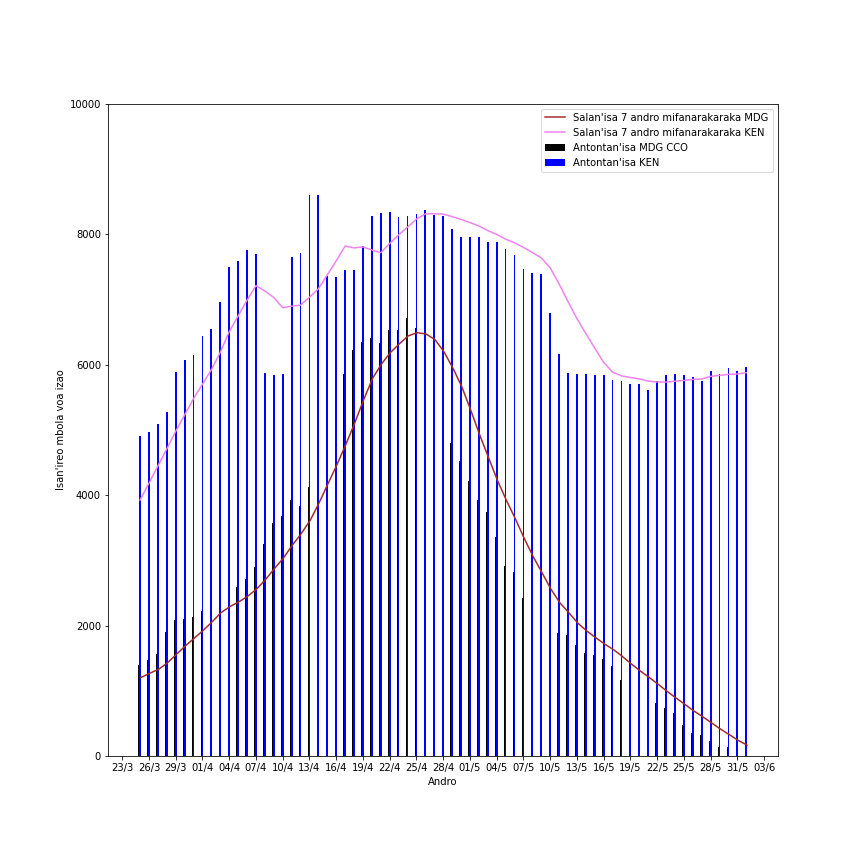 10000
8000
6000
4000
2000
0
Isan'ireo mbola voa izao
Salan'isa 7 andro mifanarakaraka MDG
Salan'isa 7 andro mifanarakaraka KEN
Antontan'isa MDG CCO
Antontan'isa KEN
23/3 26/3 29/3 01/4 04/4 07/4 10/4 13/4 16/4 19/4 22/4 25/4 28/4 01/5 04/5 07/5 10/5 13/5 16/5 19/5 22/5 25/5 28/5 31/5 03/6
Andro